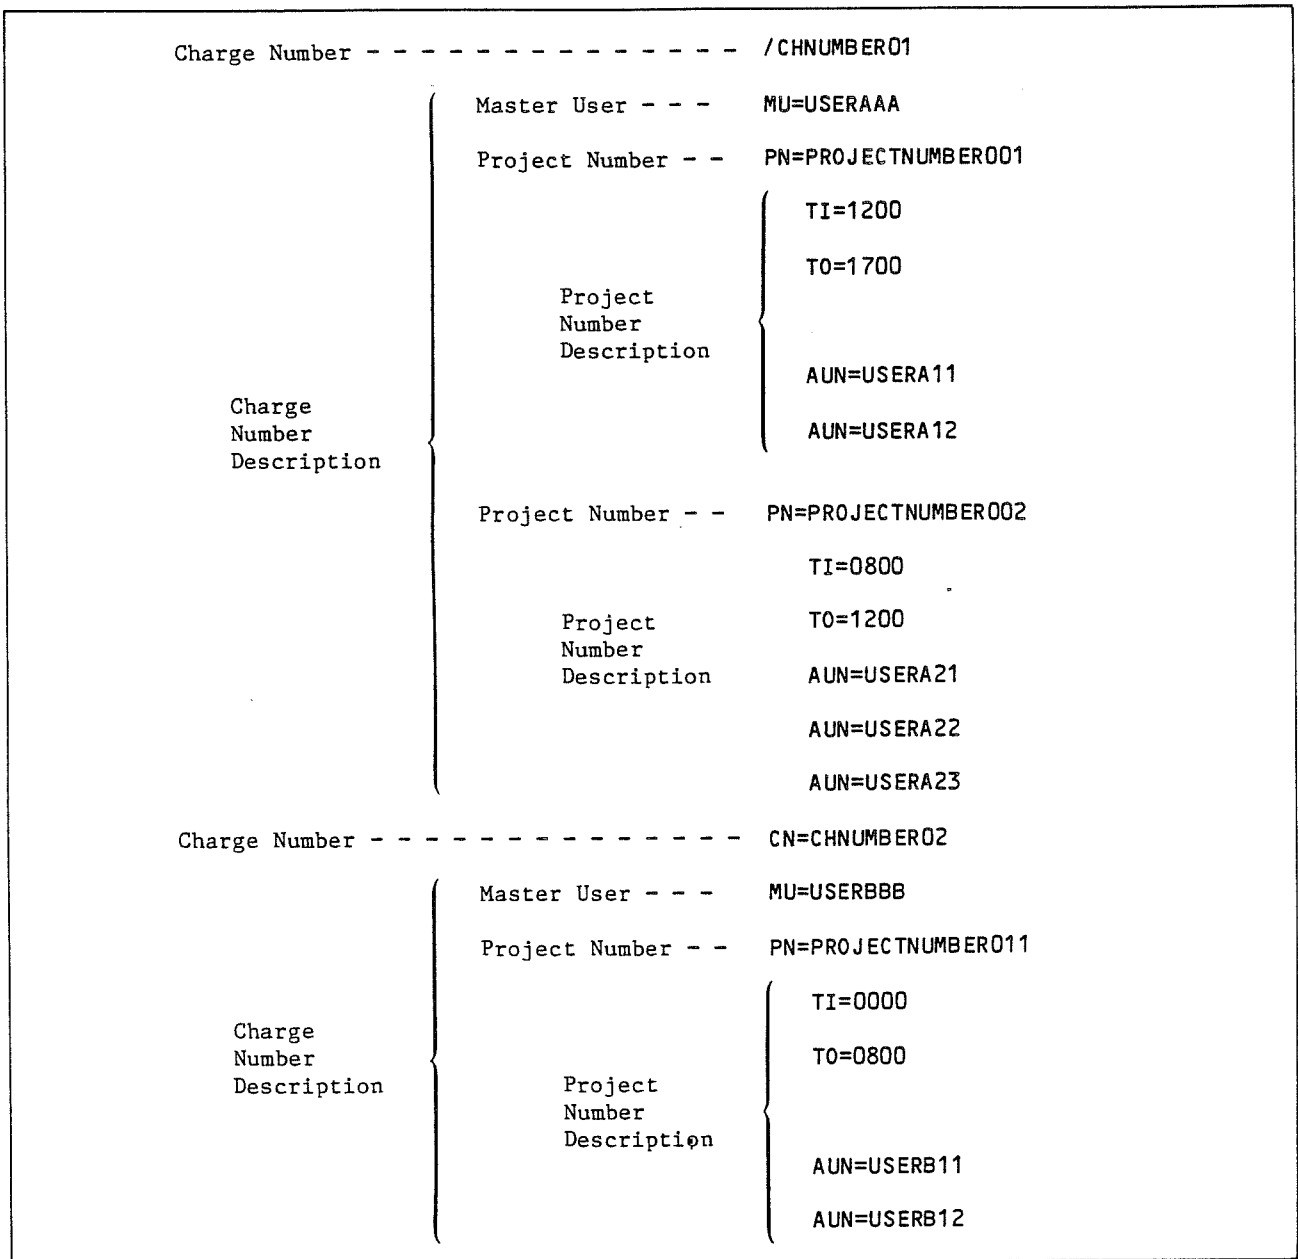 Charge Number - - - - - - - - - - - - - - /CHNUMBER01
Master User - - - MU=USERAAA
Project Number - - PN=PROJECTNUMBER001
TI=1200
TO=1700
Project
Number
Description
AUN=USERA11
AUN=USERA12
Charge
Number
Description
Project Number - - PN=PROJECTNUMBER002
TI=0800
TO=1200
Project
Number
Description
AUN=USERA21
AUN=USERA22
AUN=USERA23
Charge Number - - - - - - - - - - - - - - CN=CHNUMBER02
Master User - - - MU=USERBBB
Project Number - - PN=PROJECTNUMBER011
TI=0000
TO=0800
Charge
Number
Description
Project
Number
Description
AUN=USERB11
AUN=USERB12